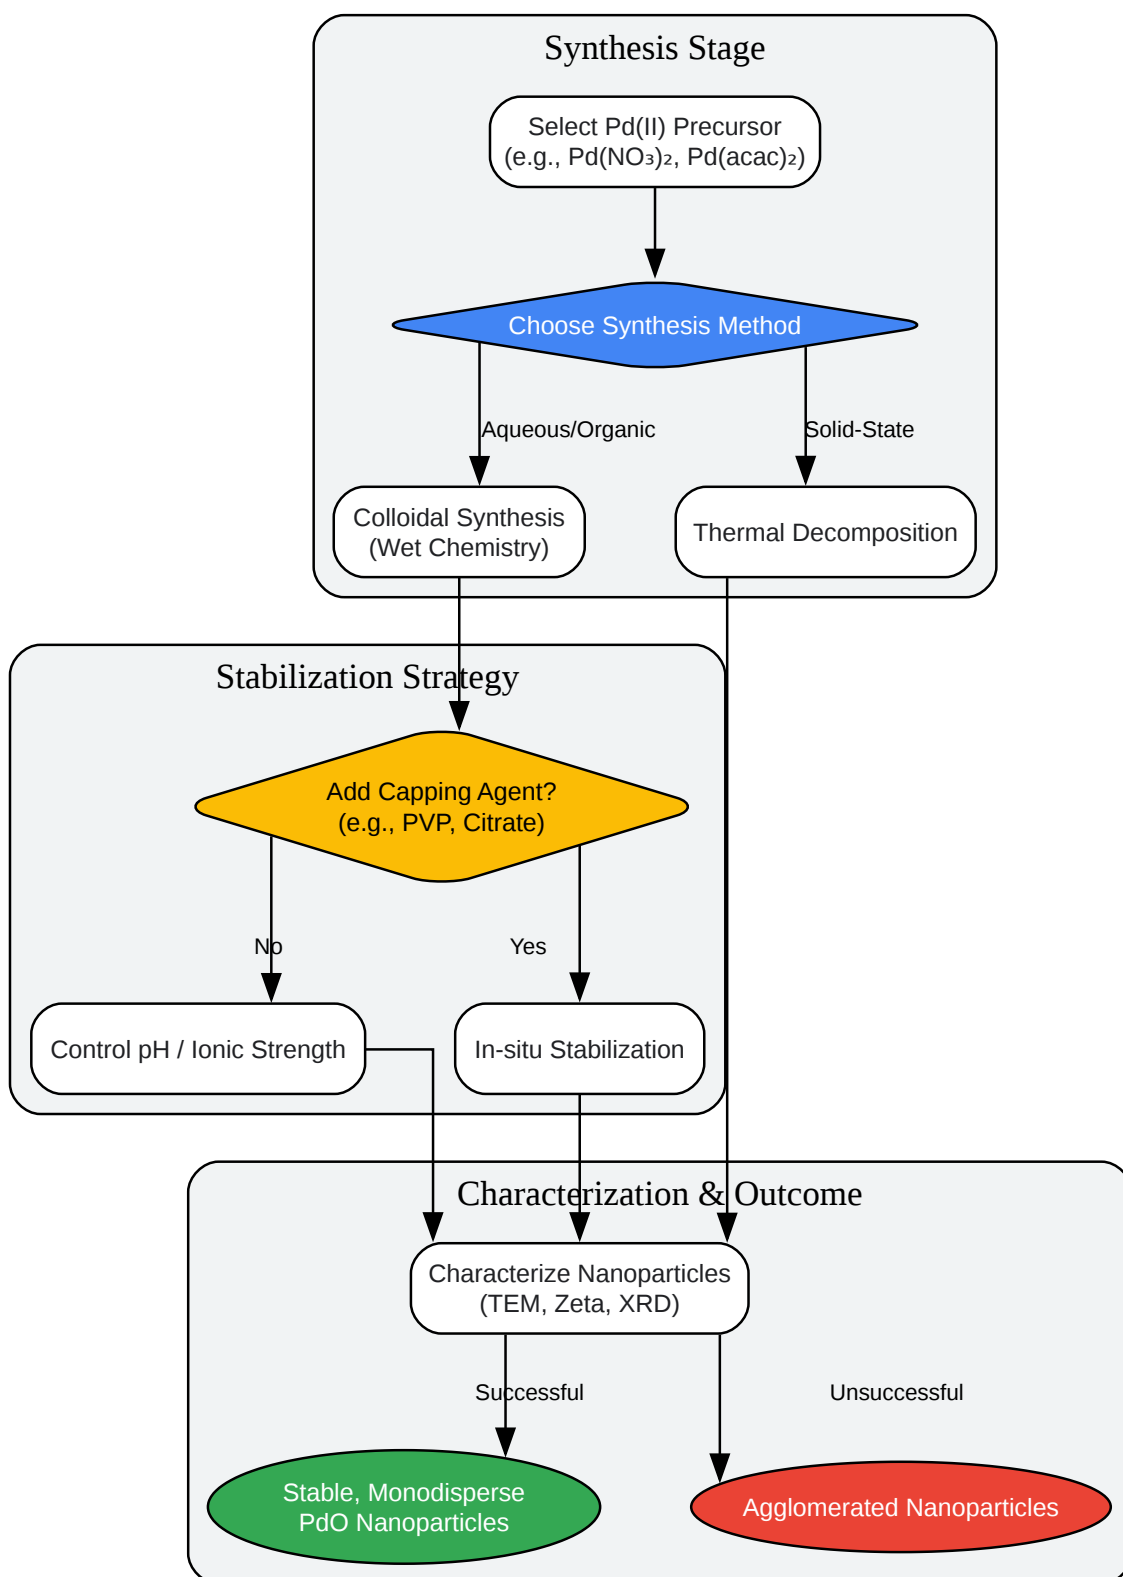 Synthesis Stage
Select Pd(II) Precursor
(e.g., Pd(NO₃)₂, Pd(acac)₂)
Choose Synthesis Method
Aqueous/Organic
Solid-State
Colloidal Synthesis
(Wet Chemistry)
Thermal Decomposition
Stabilization Strategy
Add Capping Agent?
(e.g., PVP, Citrate)
No
Yes
Control pH / Ionic Strength
In-situ Stabilization
Characterization & Outcome
Characterize Nanoparticles
(TEM, Zeta, XRD)
Successful
Unsuccessful
Stable, Monodisperse
PdO Nanoparticles
Agglomerated Nanoparticles